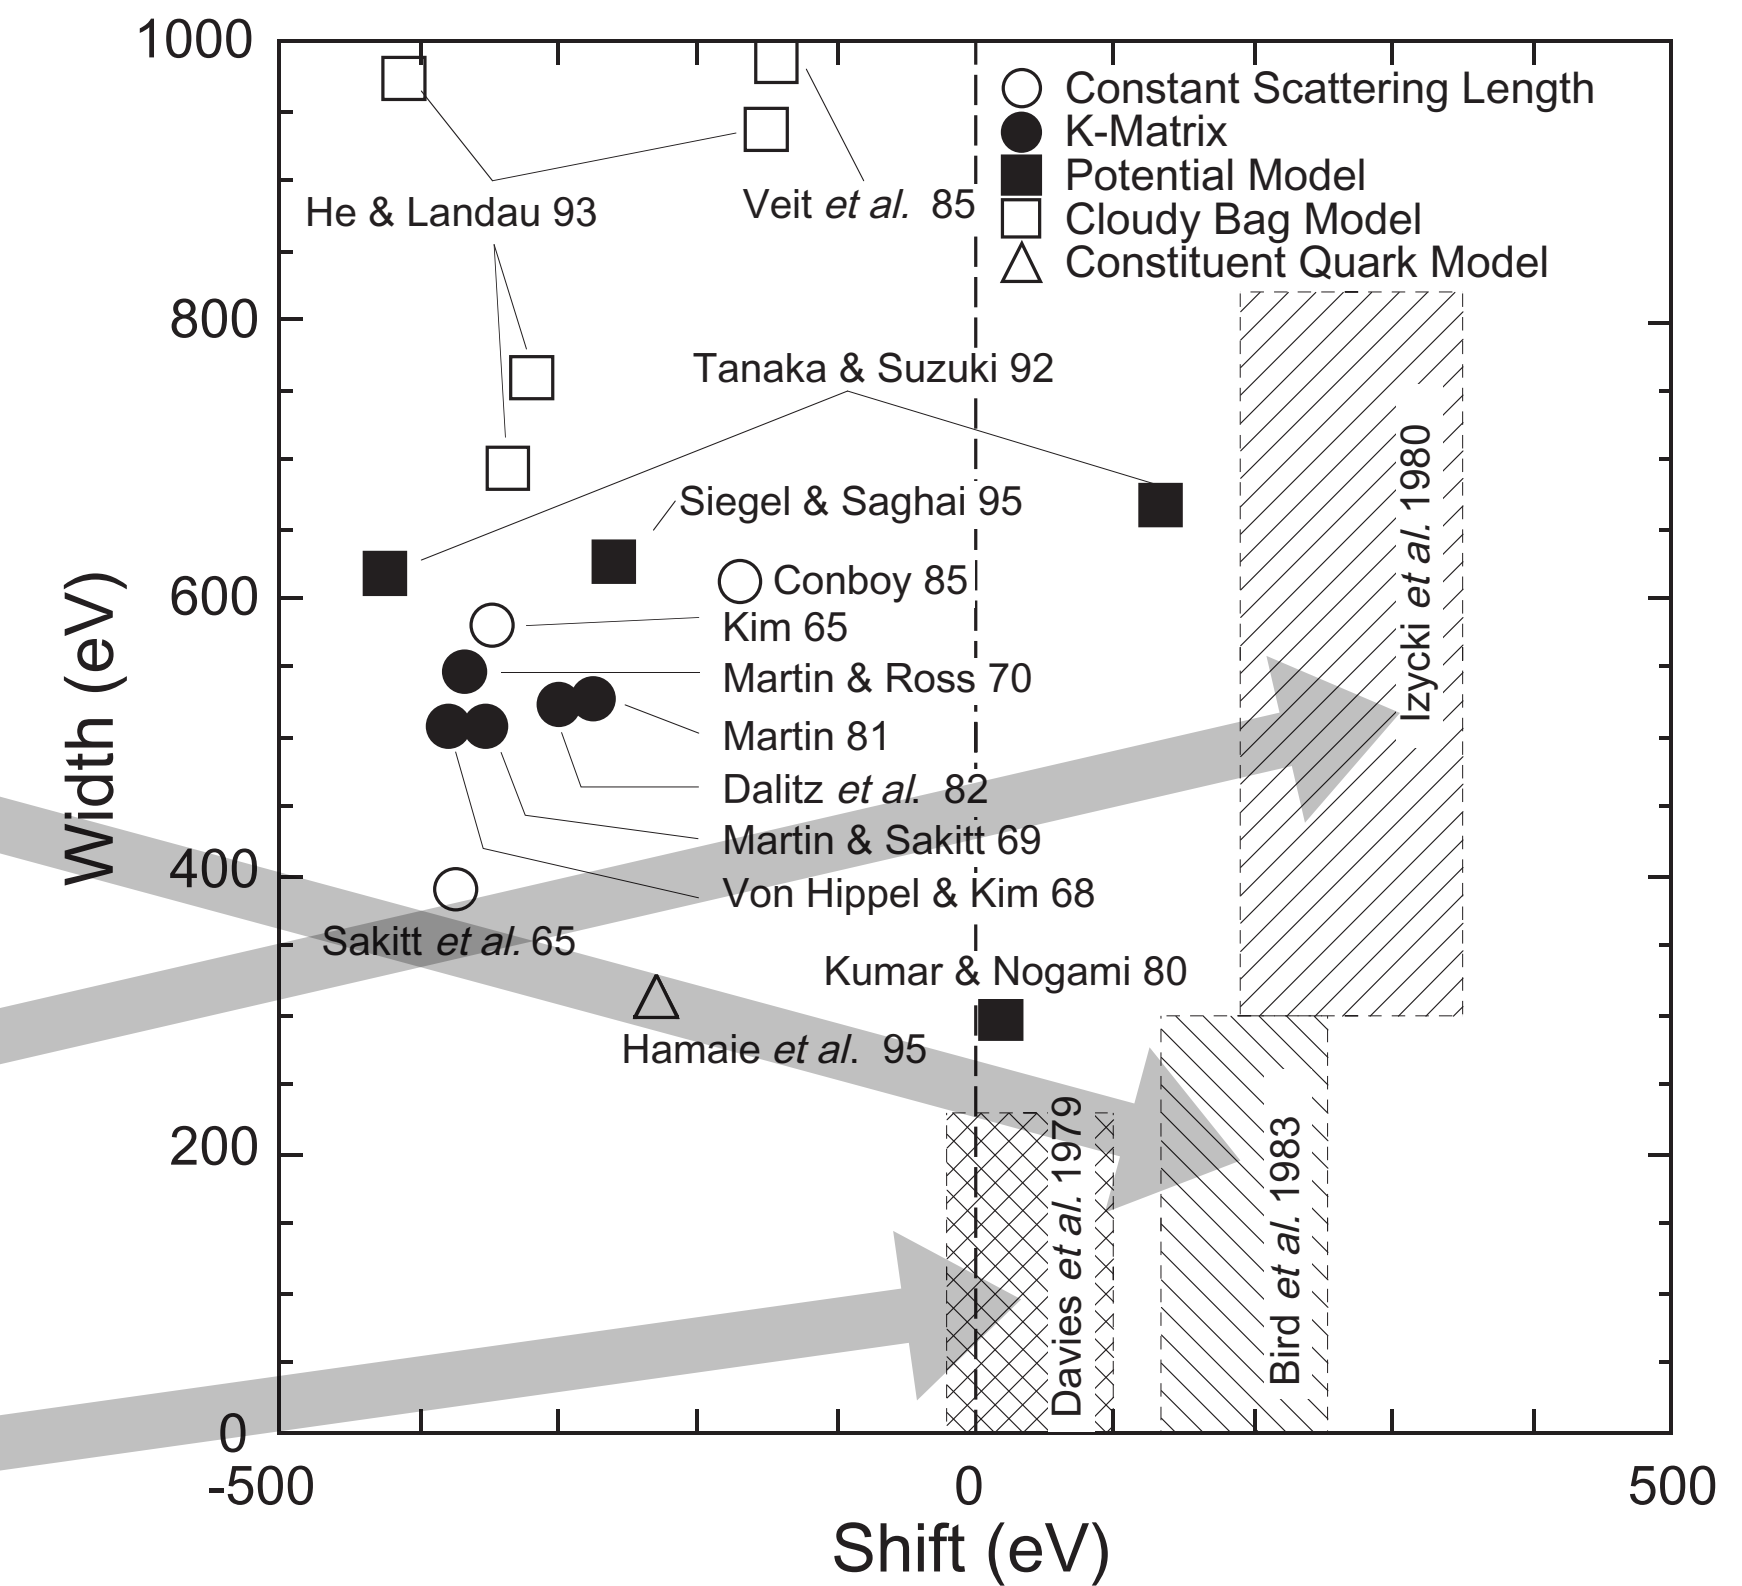 1000
Constant Scattering Length
K-Matrix
Potential Model
Cloudy Bag Model
Constituent Quark Model
He & Landau 93
Veit et al. 85
800
Tanaka & Suzuki 92
Siegel & Saghai 95
Conboy 85
600
Kim 65
Martin & Ross 70
Martin 81
Dalitz et al. 82
Martin & Sakitt 69
400
Von Hippel & Kim 68
Sakitt et al. 65
Kumar & Nogami 80
Hamaie et al. 95
200
0
Izycki et al. 1980
Davies et al. 1979
Bird et al. 1983
Width (eV)
-500
0
500
Shift (eV)